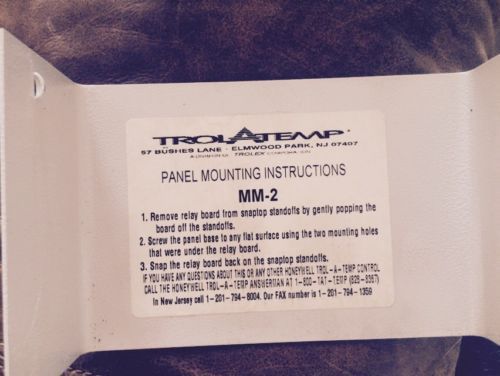 TROLATEMP
57 BUSHES LANE · ELMWOOD PARK, NJ 07407
A DIVISION OF TROLEX CORPORATION
PANEL MOUNTING INSTRUCTIONS
MM-2
1. Remove relay board from snaptop standoffs by gently popping the
board off the standoffs.
2. Screw the panel base to any flat surface using the two mounting holes
that were under the relay board.
3. Snap the relay board back on the snaptop standoffs.
IF YOU HAVE ANY QUESTIONS ABOUT THIS OR ANY OTHER HONEYWELL TROL-A-TEMP CONTROL
CALL THE HONEYWELL TROL-A-TEMP ANSWERMAN AT 1-800-TAT-TEMP (828-8367)
In New Jersey call 1-201-794-8004. Our FAX number is 1-201-794-1359